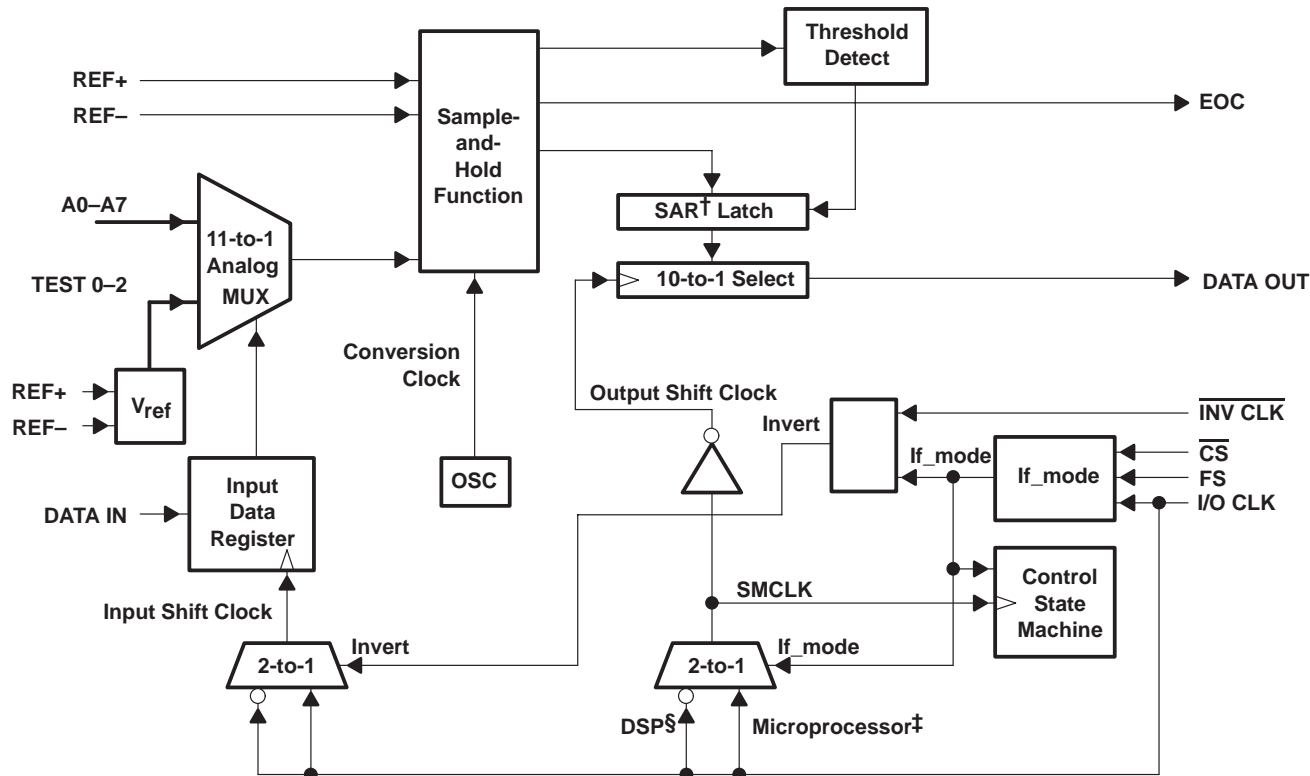 Threshold
Detect
REF+
REF–
Sample-
and-
Hold
Function
EOC
A0–A7
SAR† Latch
11-to-1
Analog
MUX
10-to-1 Select
DATA OUT
TEST 0–2
Conversion
Clock
REF+
REF–
Vref
Output Shift Clock
Invert
INV CLK
If_mode
If_mode
CS
FS
I/O CLK
OSC
Input
Data
Register
DATA IN
SMCLK
Control
State
Machine
Input Shift Clock
2-to-1
Invert
2-to-1
If_mode
DSP§
Microprocessor‡